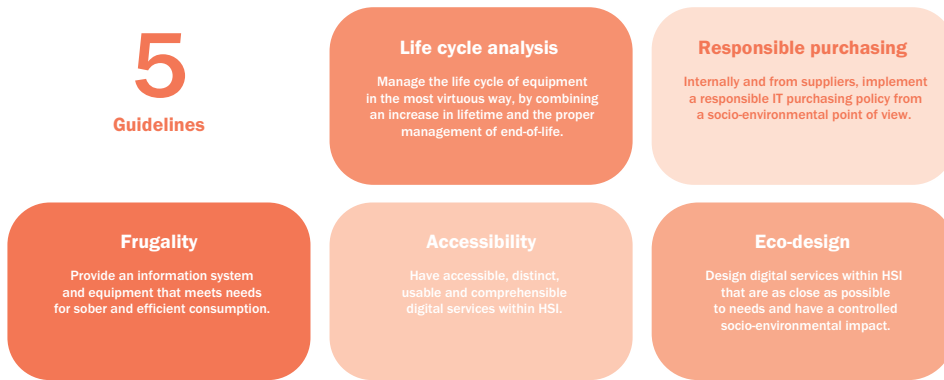 5
Guidelines
Life cycle analysis
Manage the life cycle of equipment
in the most virtuous way, by combining
an increase in lifetime and the proper
management of end-of-life.
Responsible purchasing
Internally and from suppliers, implement
a responsible IT purchasing policy from
a socio-environmental point of view.
Frugality
Provide an information system
and equipment that meets needs
for sober and efficient consumption.
Accessibility
Have accessible, distinct,
usable and comprehensible
digital services within HSI.
Eco-design
Design digital services within HSI
that are as close as possible
to needs and have a controlled
socio-environmental impact.